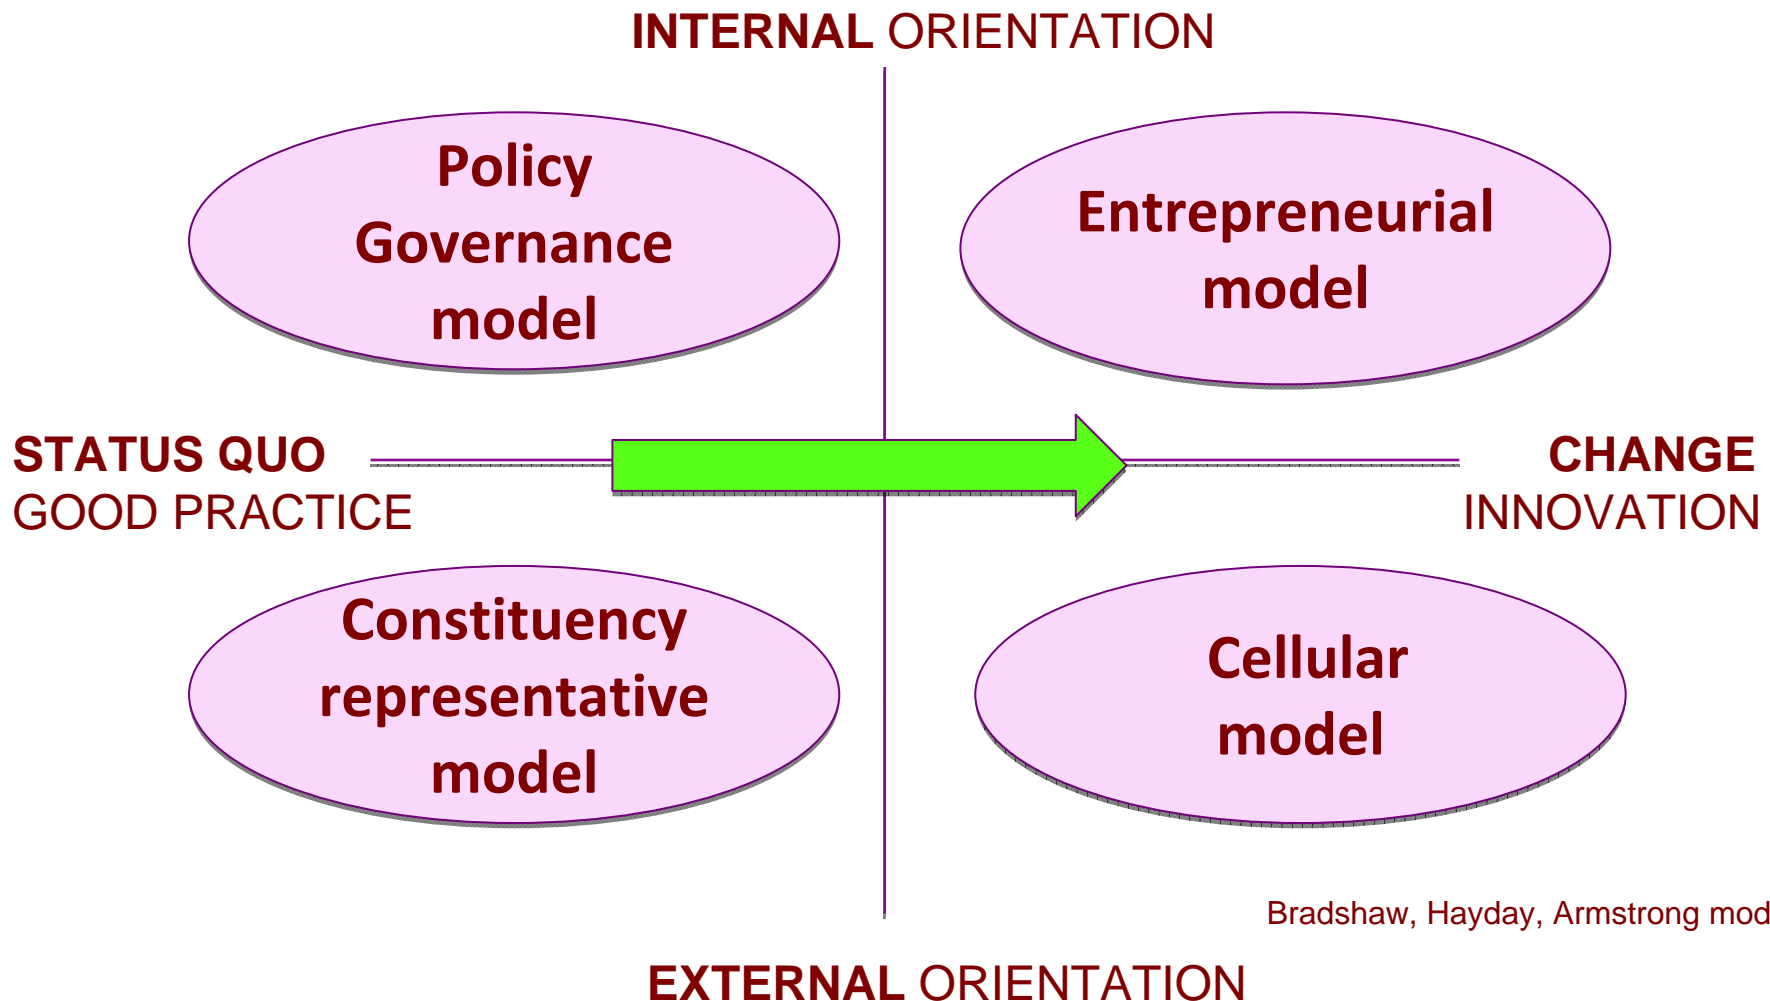 INTERNAL ORIENTATION
Policy
Governance
model
Entrepreneurial
model
STATUS QUO
GOOD PRACTICE
CHANGE
INNOVATION
Constituency
representative
model
Cellular
model
Bradshaw, Hayday, Armstrong mod
EXTERNAL ORIENTATION